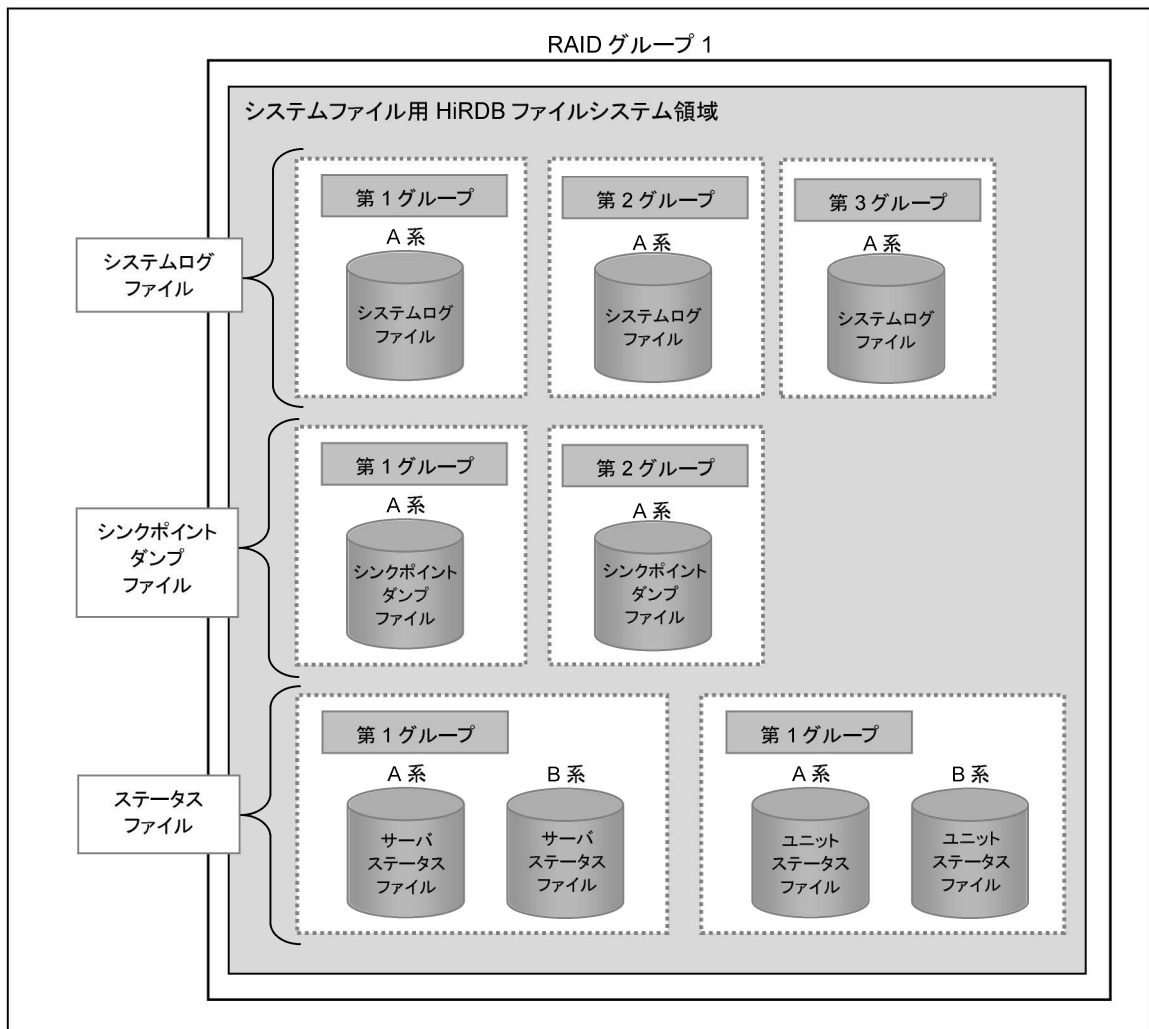 RAID グループ 1
システムファイル用 HiRDB ファイルシステム領域
システムログ
ファイル
第 1 グループ
A 系
システムログ
ファイル
第 2 グループ
A 系
システムログ
ファイル
第 3 グループ
A 系
システムログ
ファイル
シンクポイント
ダンプ
ファイル
第 1 グループ
A 系
シンクポイント
ダンプ
ファイル
第 2 グループ
A 系
シンクポイント
ダンプ
ファイル
ステータス
ファイル
第 1 グループ
A 系
サーバ
ステータス
ファイル
B 系
サーバ
ステータス
ファイル
第 1 グループ
A 系
ユニット
ステータス
ファイル
B 系
ユニット
ステータス
ファイル